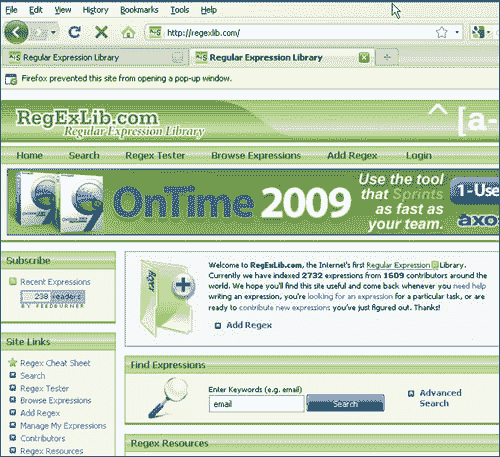 File Edit View History Bookmarks Tools Help
http://regexlib.com/
Regular Expression Library
Regular Expression Library
Firefox prevented this site from opening a pop-up window.
RegExLib.com
Regular Expression Library
^ [a-
Home Search Regex Tester Browse Expressions Add Regex Login
OnTime 2009
Use the tool
that Sprints
as fast as
your team.
1-Use
axo
Subscribe
Recent Expressions
238 readers
BY FEEDBURNER
Welcome to RegExLib.com, the Internet's first Regular Expression Library.
Currently we have indexed 2732 expressions from 1609 contributors around the
world. We hope you'll find this site useful and come back whenever you need help
writing an expression, you're looking for an expression for a particular task, or are
ready to contribute new expressions you've just figured out. Thanks!
Add Regex
Site Links
Regex Cheat Sheet
Search
Regex Tester
Browse Expressions
Add Regex
Manage My Expressions
Contributors
Regex Resources
Find Expressions
Enter Keywords (e.g. email)
email
Search
Advanced
Search
Regex Resources